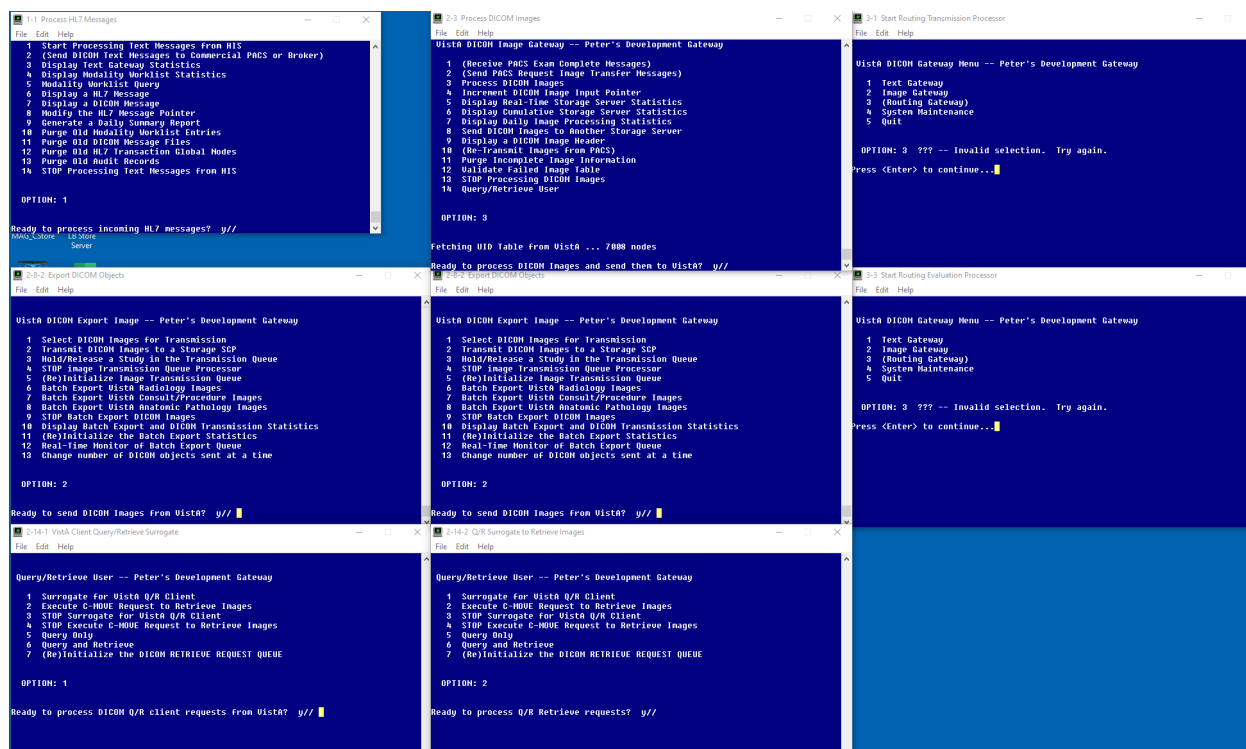 1-1 Process HL7 Messages
File Edit Help
1 Start Processing Text Messages from HIS
2 (Send DICOM Text Messages to Commercial PACS or Broker)
3 Display Text Gateway Statistics
4 Display Modality Worklist Statistics
5 Modality Worklist Query
6 Display a HL7 Message
7 Display a DICOM Message
8 Modify the HL7 Message Pointer
9 Generate a Daily Summary Report
10 Purge Old Modality Worklist Entries
11 Purge Old DICOM Message Files
12 Purge Old HL7 Transaction Global Nodes
13 Purge Old Audit Records
14 STOP Processing Text Messages from HIS
OPTION: 1
Ready to process incoming HL7 messages? y//
MAG_CStore LB Store
Server
2-3 Process DICOM Images
File Edit Help
VistA DICOM Image Gateway -- Peter's Development Gateway
1 (Receive PACS Exam Complete Messages)
2 (Send PACS Request Image Transfer Messages)
3 Process DICOM Images
4 Increment DICOM Image Input Pointer
5 Display Real-Time Storage Server Statistics
6 Display Cumulative Storage Server Statistics
7 Display Daily Image Processing Statistics
8 Send DICOM Images to Another Storage Server
9 Display a DICOM Image Header
10 (Re-Transmit Images from PACS)
11 Purge Incomplete Image Information
12 Validate Failed Image Table
13 STOP Processing DICOM Images
14 Query/Retrieve User
OPTION: 3
Fetching UID Table from VistA ... 7008 nodes
Ready to process DICOM Images and send them to VistA? y//
3-1 Start Routing Transmission Processor
File Edit Help
VistA DICOM Gateway Menu -- Peter's Development Gateway
1 Text Gateway
2 Image Gateway
3 (Routing Gateway)
4 System Maintenance
5 Quit
OPTION: 3 ??? -- Invalid selection. Try again.
Press <Enter> to continue...
2-8-2 Export DICOM Objects
File Edit Help
VistA DICOM Export Image -- Peter's Development Gateway
1 Select DICOM Images for Transmission
2 Transmit DICOM Images to a Storage SCP
3 Hold/Release a Study in the Transmission Queue
4 STOP image Transmission Queue Processor
5 (Re)Initialize Image Transmission Queue
6 Batch Export VistA Radiology Images
7 Batch Export VistA Consult/Procedure Images
8 Batch Export VistA Anatomic Pathology Images
9 STOP Batch Export DICOM Images
10 Display Batch Export and DICOM Transmission Statistics
11 (Re)Initialize the Batch Export Statistics
12 Real-Time Monitor of Batch Export Queue
13 Change number of DICOM objects sent at a time
OPTION: 2
Ready to send DICOM Images from VistA? y//
2-8-2 Export DICOM Objects
File Edit Help
VistA DICOM Export Image -- Peter's Development Gateway
1 Select DICOM Images for Transmission
2 Transmit DICOM Images to a Storage SCP
3 Hold/Release a Study in the Transmission Queue
4 STOP image Transmission Queue Processor
5 (Re)Initialize Image Transmission Queue
6 Batch Export VistA Radiology Images
7 Batch Export VistA Consult/Procedure Images
8 Batch Export VistA Anatomic Pathology Images
9 STOP Batch Export DICOM Images
10 Display Batch Export and DICOM Transmission Statistics
11 (Re)Initialize the Batch Export Statistics
12 Real-Time Monitor of Batch Export Queue
13 Change number of DICOM objects sent at a time
OPTION: 2
Ready to send DICOM Images from VistA? y//
3-3 Start Routing Evaluation Processor
File Edit Help
VistA DICOM Gateway Menu -- Peter's Development Gateway
1 Text Gateway
2 Image Gateway
3 (Routing Gateway)
4 System Maintenance
5 Quit
OPTION: 3 ??? -- Invalid selection. Try again.
Press <Enter> to continue...
2-14-1 VistA Client Query/Retrieve Surrogate
File Edit Help
Query/Retrieve User -- Peter's Development Gateway
1 Surrogate for VistA Q/R Client
2 Execute C-MOVE Request to Retrieve Images
3 STOP Surrogate for VistA Q/R Client
4 STOP Execute C-MOVE Request to Retrieve Images
5 Query Only
6 Query and Retrieve
7 (Re)Initialize the DICOM RETRIEVE REQUEST QUEUE
OPTION: 1
Ready to process DICOM Q/R client requests from VistA? y//
2-14-2 Q/R Surrogate to Retrieve Images
File Edit Help
Query/Retrieve User -- Peter's Development Gateway
1 Surrogate for VistA Q/R Client
2 Execute C-MOVE Request to Retrieve Images
3 STOP Surrogate for VistA Q/R Client
4 STOP Execute C-MOVE Request to Retrieve Images
5 Query Only
6 Query and Retrieve
7 (Re)Initialize the DICOM RETRIEVE REQUEST QUEUE
OPTION: 2
Ready to process Q/R Retrieve requests? y//